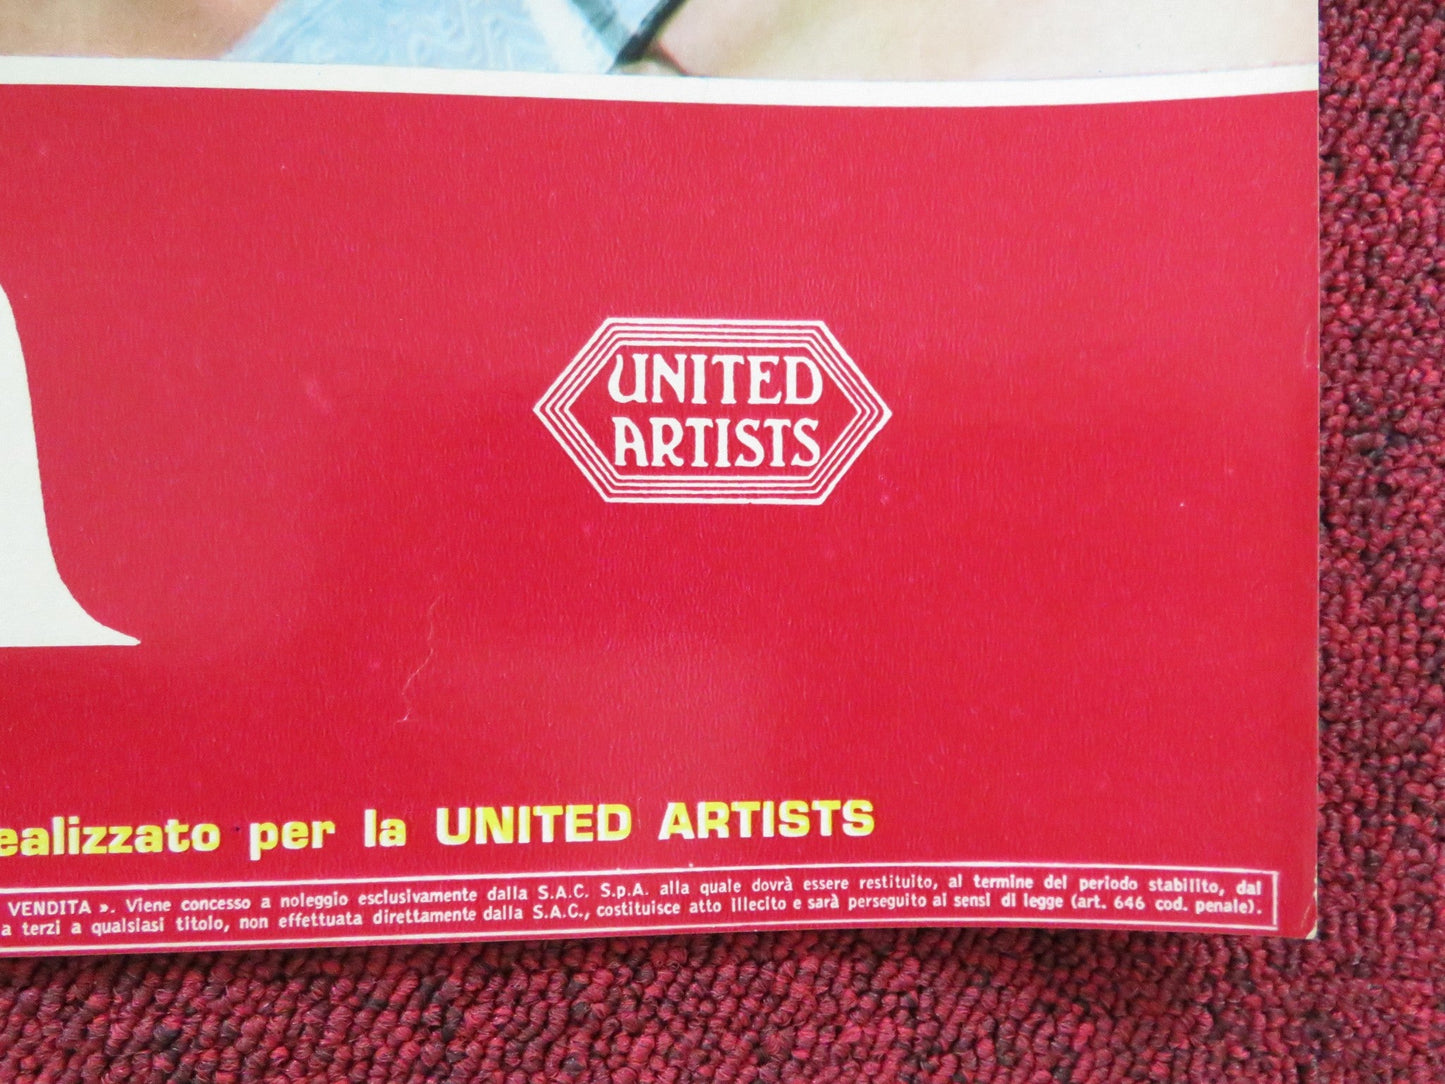 UNITED
ARTISTS
ealizzato per la UNITED ARTISTS
VENDITA ». Viene concesso a noleggio esclusivamente dalla S.A.C. S.p.A. alla quale dovrà essere restituito, al termine del periodo stabilito, dal
a terzi a qualsiasi titolo, non effettuata direttamente dalla S.A.C., costituisce atto illecito e sarà perseguito ai sensi di legge (art. 646 cod. penale).